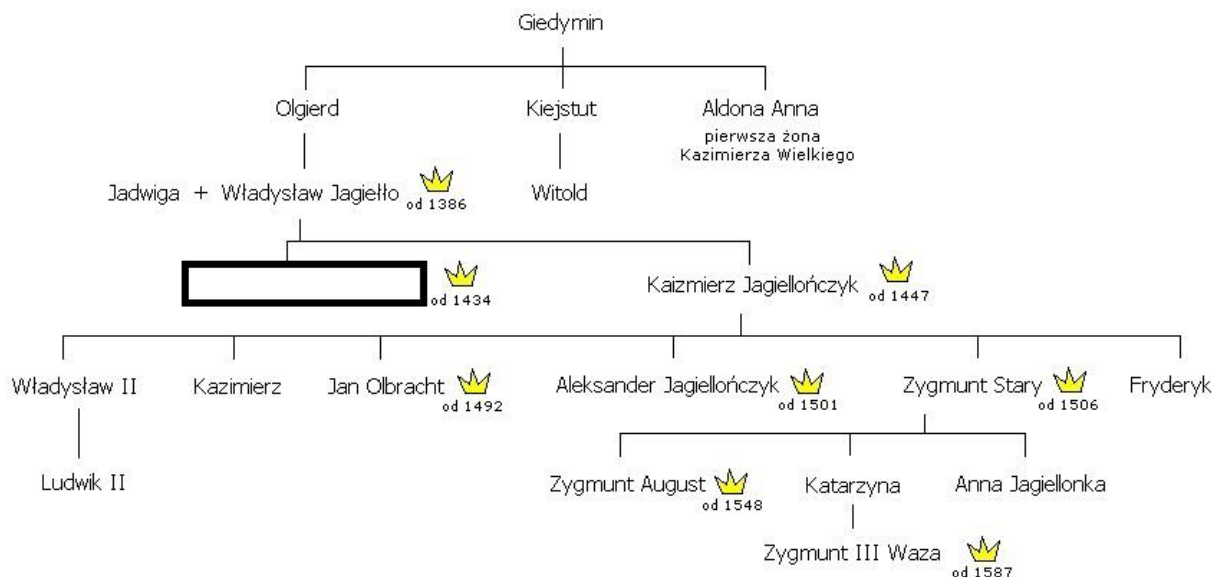 Giedymin
Olgierd
Kiejstut
Aldona Anna
pierwsza żona
Kazimierza Wielkiego
Jadwiga + Władysław Jagiełło
od 1386
Witold
od 1434
Kaizmierz Jagiellończyk
od 1447
Władysław II
Kazimierz
Jan Olbracht
od 1492
Aleksander Jagiellończyk
od 1501
Zygmunt Stary
od 1506
Fryderyk
Ludwik II
Zygmunt August
od 1548
Katarzyna
Anna Jagiellonka
Zygmunt III Waza
od 1587